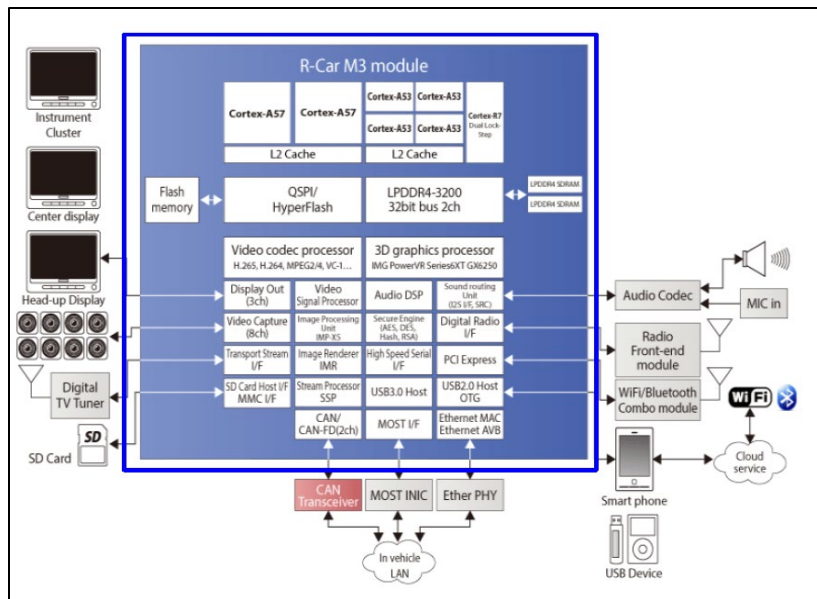 R-Car M3 module
Instrument
Cluster
Center display
Head-up Display
Digital
TV Tuner
SD
SD Card
Cortex-A57
Cortex-A57
L2 Cache
Cortex-A53
Cortex-A53
Cortex-A53
Cortex-A53
L2 Cache
Cortex-R7
Dual Lock-
Step
Flash
memory
QSPI/
HyperFlash
LPDDR4-3200
32bit bus 2ch
LPDDR4 SDRAM
LPDDR4 SDRAM
Video codec processor
H.265, H.264, MPEG2/4, VC-1...
3D graphics processor
IMG PowerVR Series6XT GX6250
Display Out
(3ch)
Video
Signal Processor
Audio DSP
Sound routing
Unit
(I2S I/F, SRC)
Video Capture
(8ch)
Image Processing
Unit
IMP-X5
Secure Engine
(AES, DES,
Hash, RSA)
Digital Radio
I/F
Transport Stream
I/F
Image Renderer
IMR
High Speed Serial
I/F
PCI Express
SD Card Host I/F
MMC I/F
Stream Processor
SSP
USB3.0 Host
USB2.0 Host
OTG
CAN/
CAN-FD(2ch)
MOST I/F
Ethernet MAC
Ethernet AVB
CAN
Transceiver
MOST INIC
Ether PHY
In vehicle
LAN
Audio Codec
MIC in
Radio
Front-end
module
WiFi/Bluetooth
Combo module
Wi Fi
Cloud
service
Smart phone
USB Device